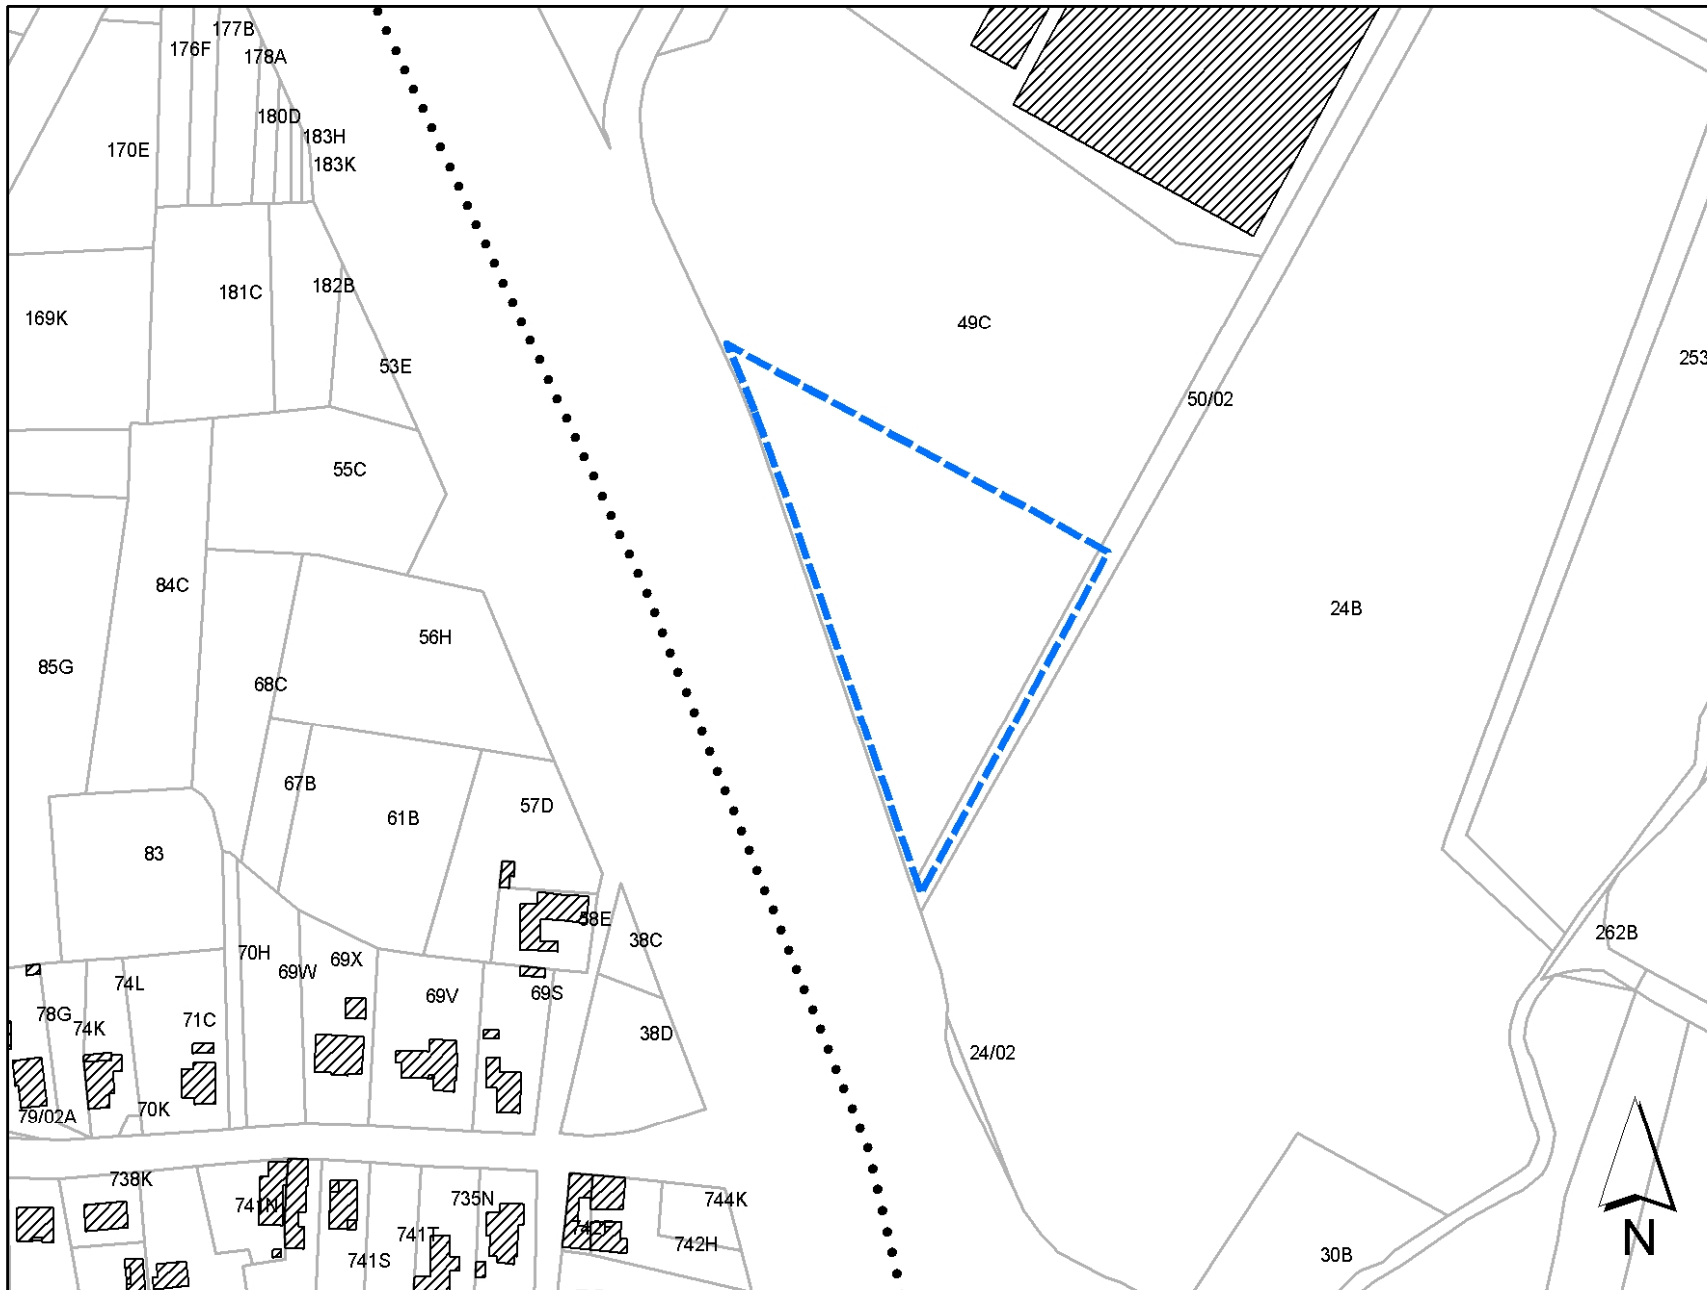 177B
176F
178A
180D
183H
170E
183K
182B
181C
169K
49C
253
53E
50/02
55C
84C
24B
56H
85G
68C
67B
57D
61B
83
58E
262B
38C
70H
69X
69W
74L
69V
69S
78G
71C
74K
38D
24/02
70K
79/02A
738K
735N
744K
741N
742F
741T
742H
N
741S
30B